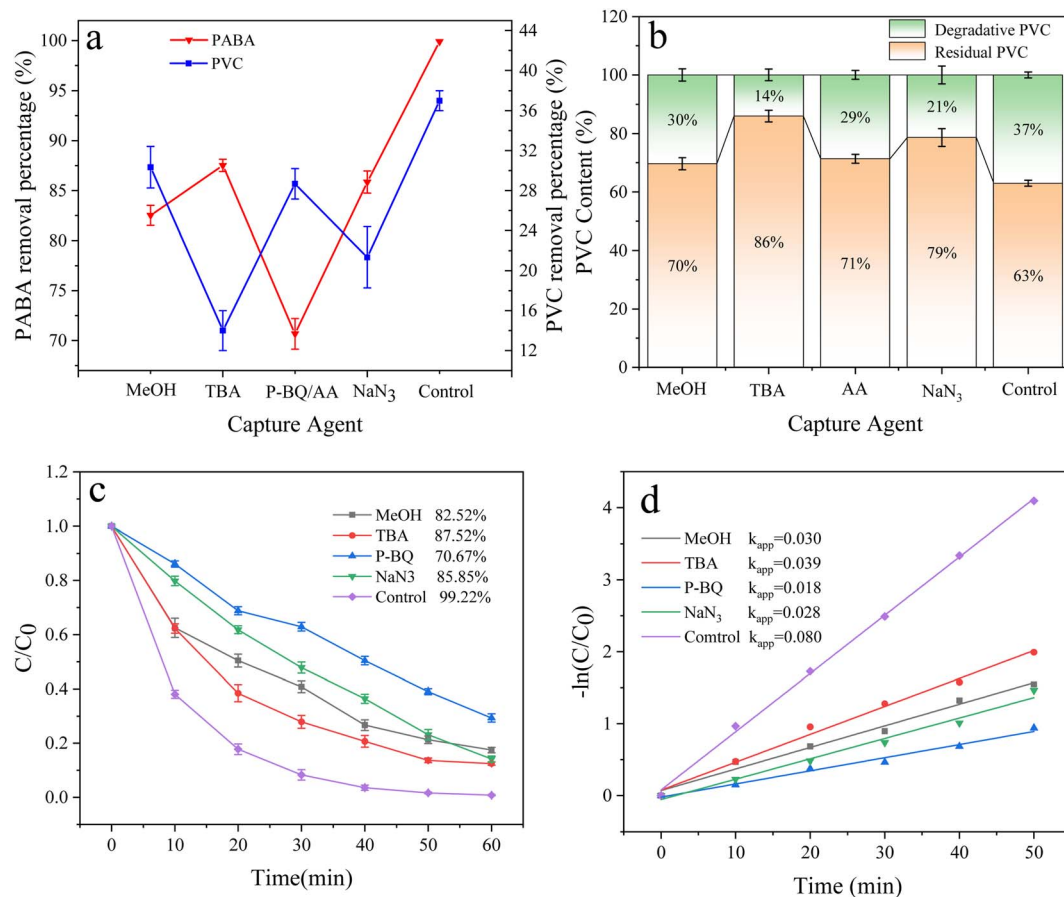 a
PABA
PVC
PABA removal percentage (%)
100
95
90
85
80
75
70
PVC removal percentage (%)
44
40
36
32
28
24
20
16
12
MeOH TBA P-BQ/AA NaN3 Control
Capture Agent
b
Degradative PVC
Residual PVC
PVC Content (%)
120
100
80
60
40
20
0
30% 14% 29% 21% 37%
70% 86% 71% 79% 63%
MeOH TBA AA NaN3 Control
Capture Agent
c
MeOH 82.52%
TBA 87.52%
P-BQ 70.67%
NaN3 85.85%
Control 99.22%
C/C0
1.2
1.0
0.8
0.6
0.4
0.2
0.0
0 10 20 30 40 50 60
Time(min)
d
MeOH kapp=0.030
TBA kapp=0.039
P-BQ kapp=0.018
NaN3 kapp=0.028
Comtrol kapp=0.080
-ln(C/C0)
4
3
2
1
0
0 10 20 30 40 50
Time (min)